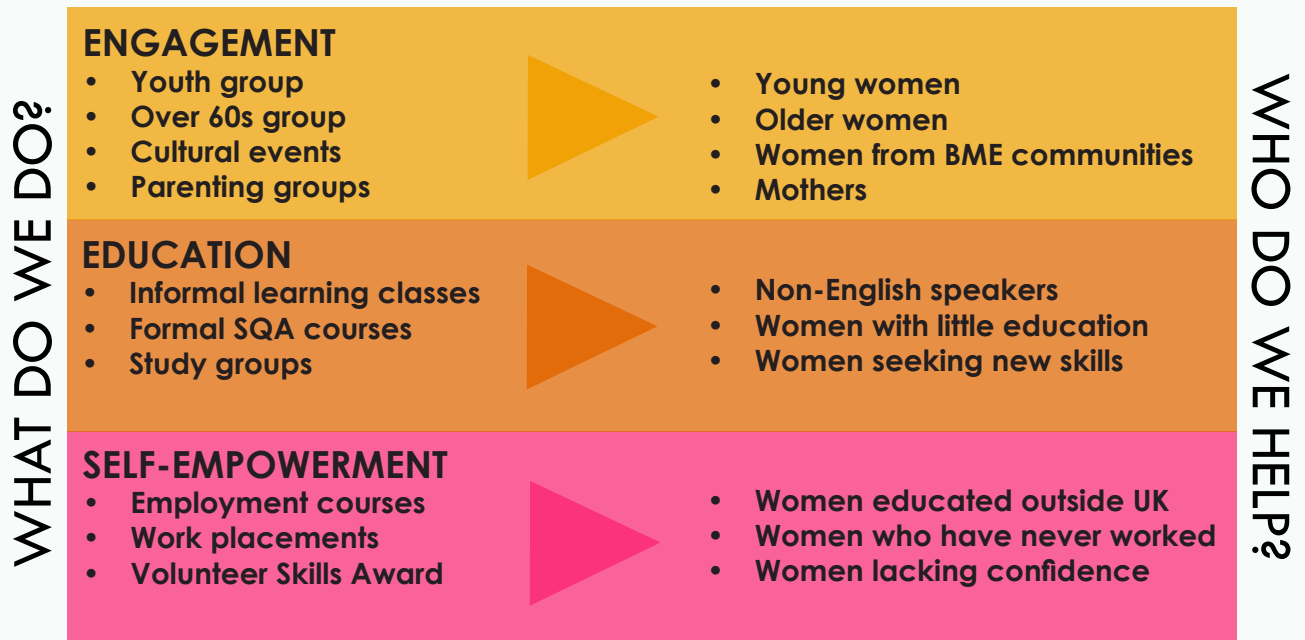 WHAT DO WE DO?
ENGAGEMENT
• Youth group
• Over 60s group
• Cultural events
• Parenting groups
• Young women
• Older women
• Women from BME communities
• Mothers
EDUCATION
• Informal learning classes
• Formal SQA courses
• Study groups
• Non-English speakers
• Women with little education
• Women seeking new skills
SELF-EMPOWERMENT
• Employment courses
• Work placements
• Volunteer Skills Award
• Women educated outside UK
• Women who have never worked
• Women lacking confidence
WHO DO WE HELP?